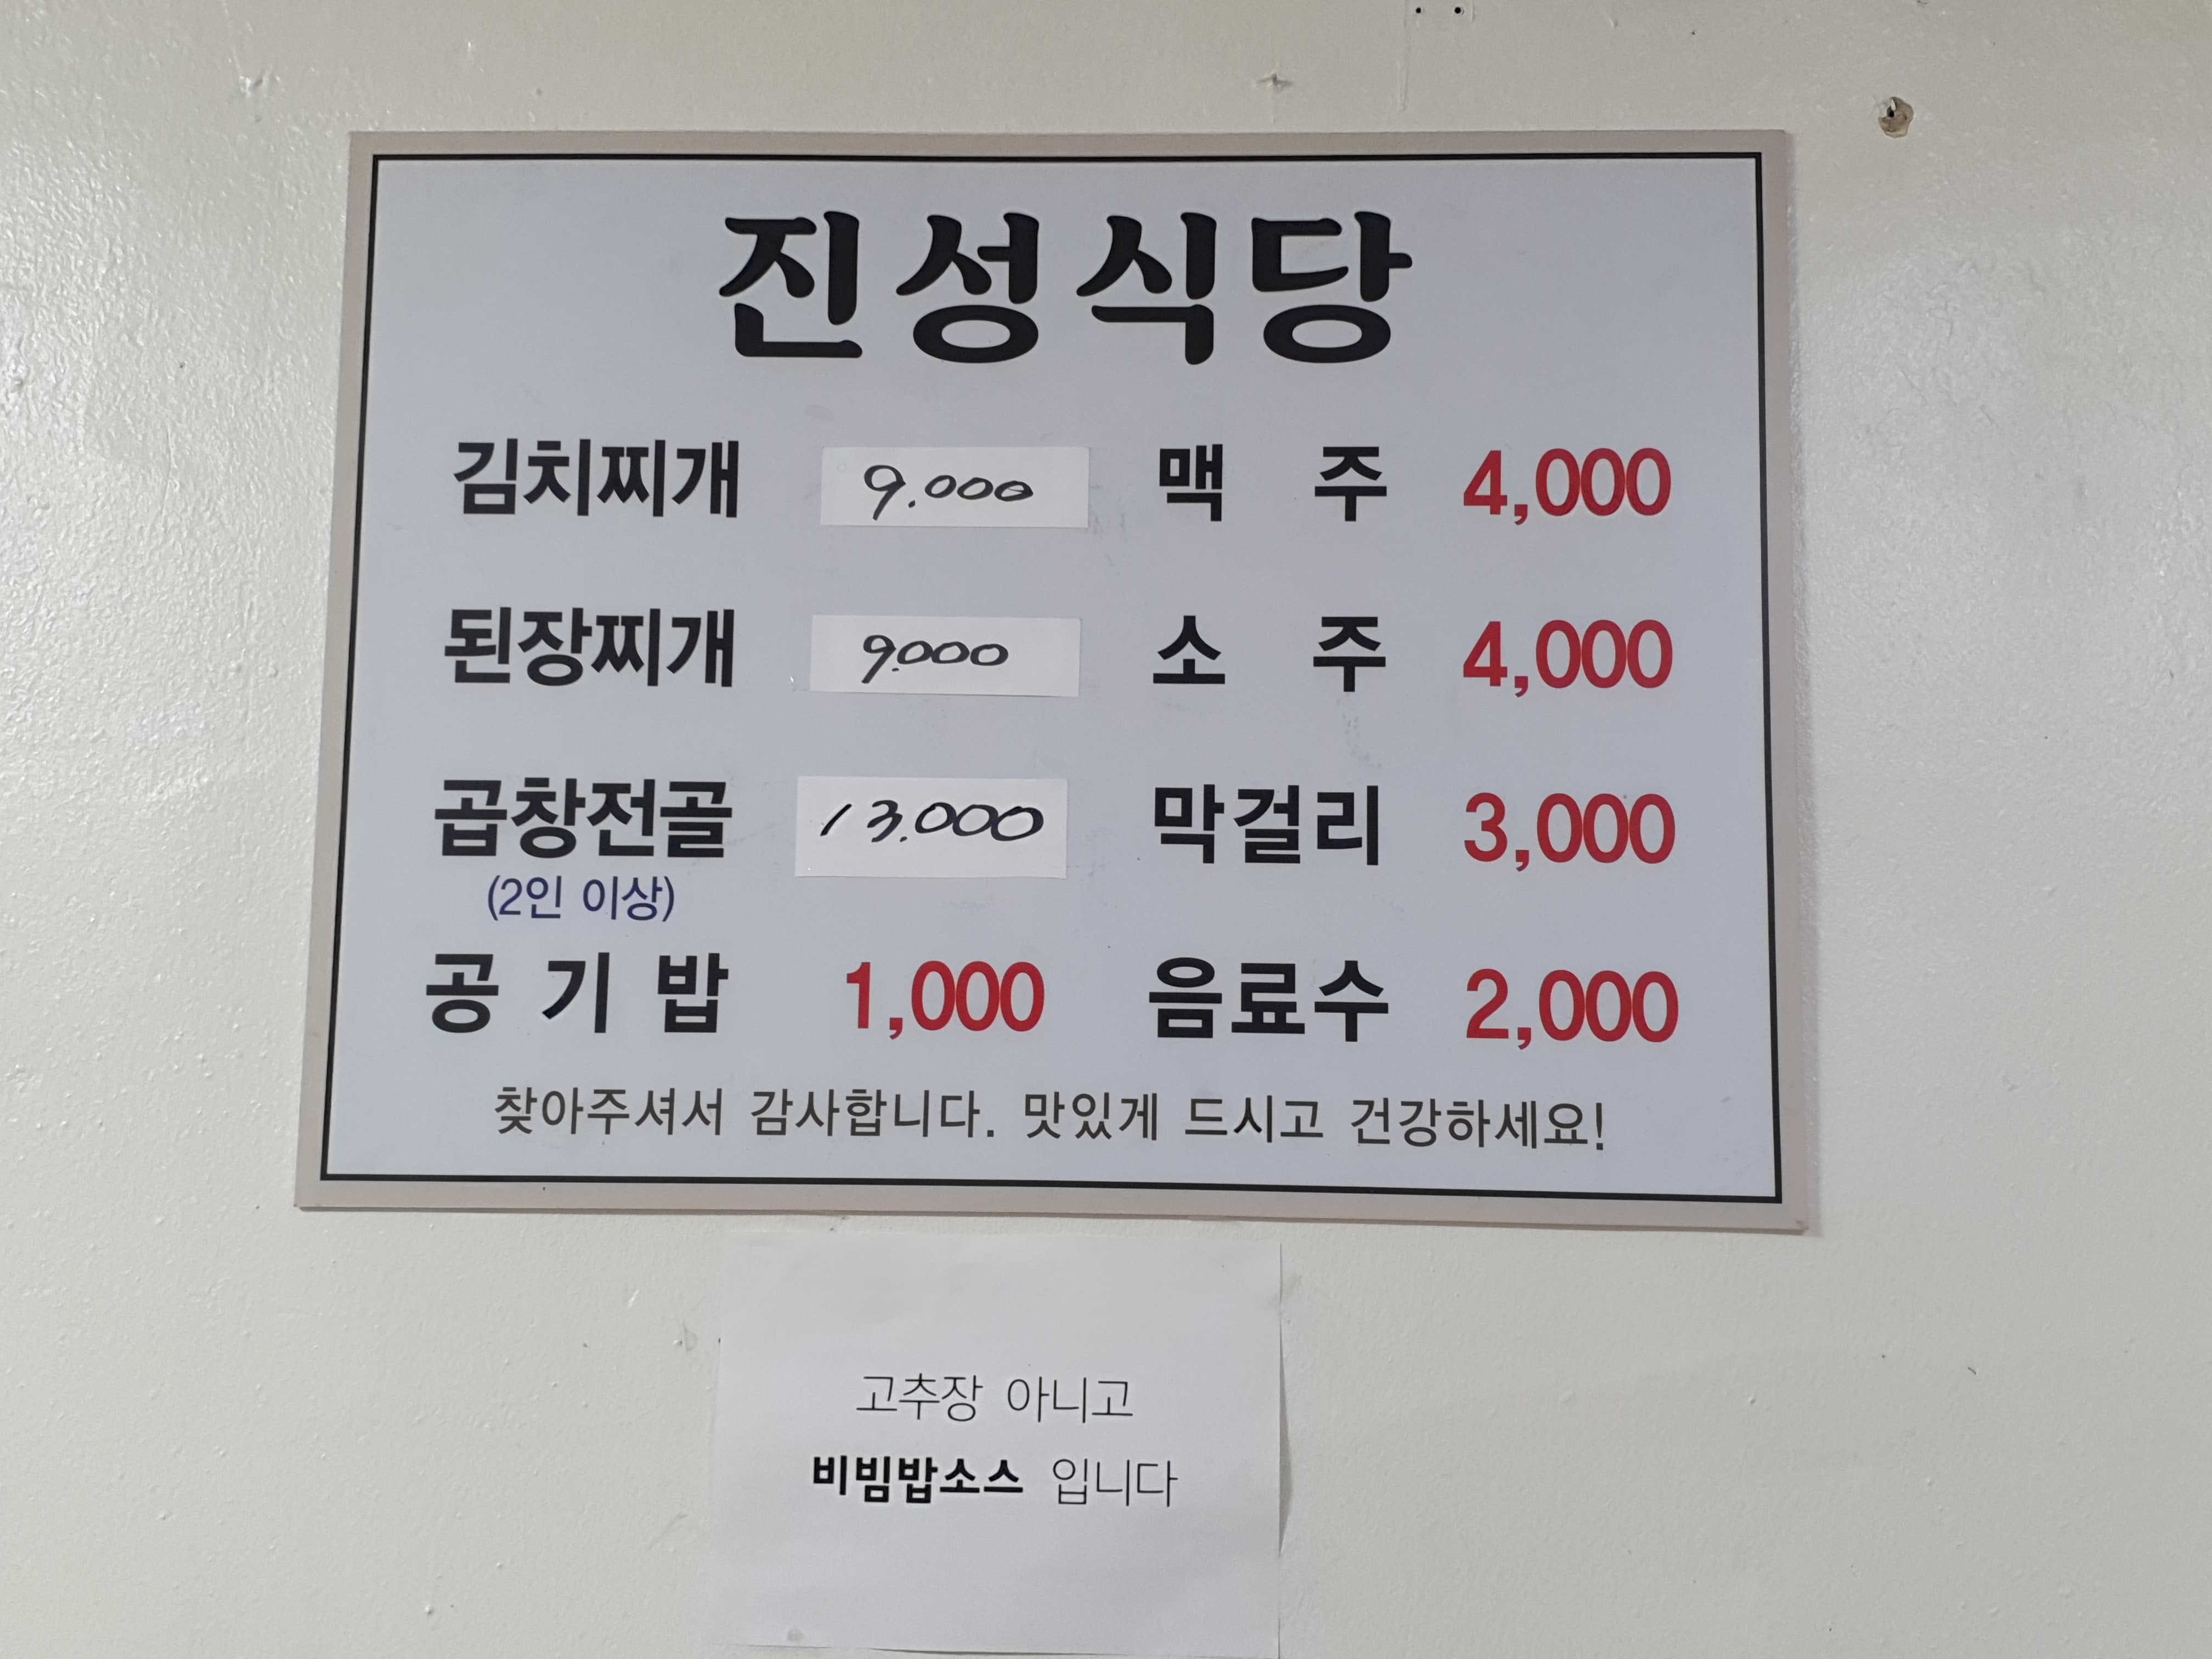 진성식당
김치찌개 9.000 맥 주 4,000
된장찌개 9.000 소 주 4,000
곱창전골 13.000 막걸리 3,000
(2인 이상)
공 기 밥 1,000 음료수 2,000
찾아주셔서 감사합니다. 맛있게 드시고 건강하세요!
고추장 아니고
비빔밥소스 입니다